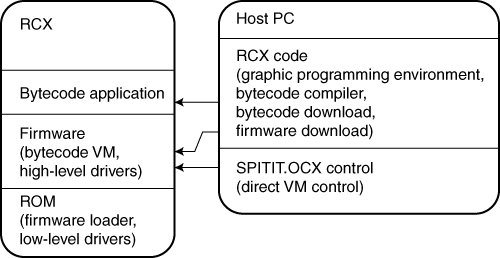 RCX
Bytecode application
Firmware
(bytecode VM,
high-level drivers)
ROM
(firmware loader,
low-level drivers)
Host PC
RCX code
(graphic programming environment,
bytecode compiler,
bytecode download,
firmware download)
SPITIT.OCX control
(direct VM control)